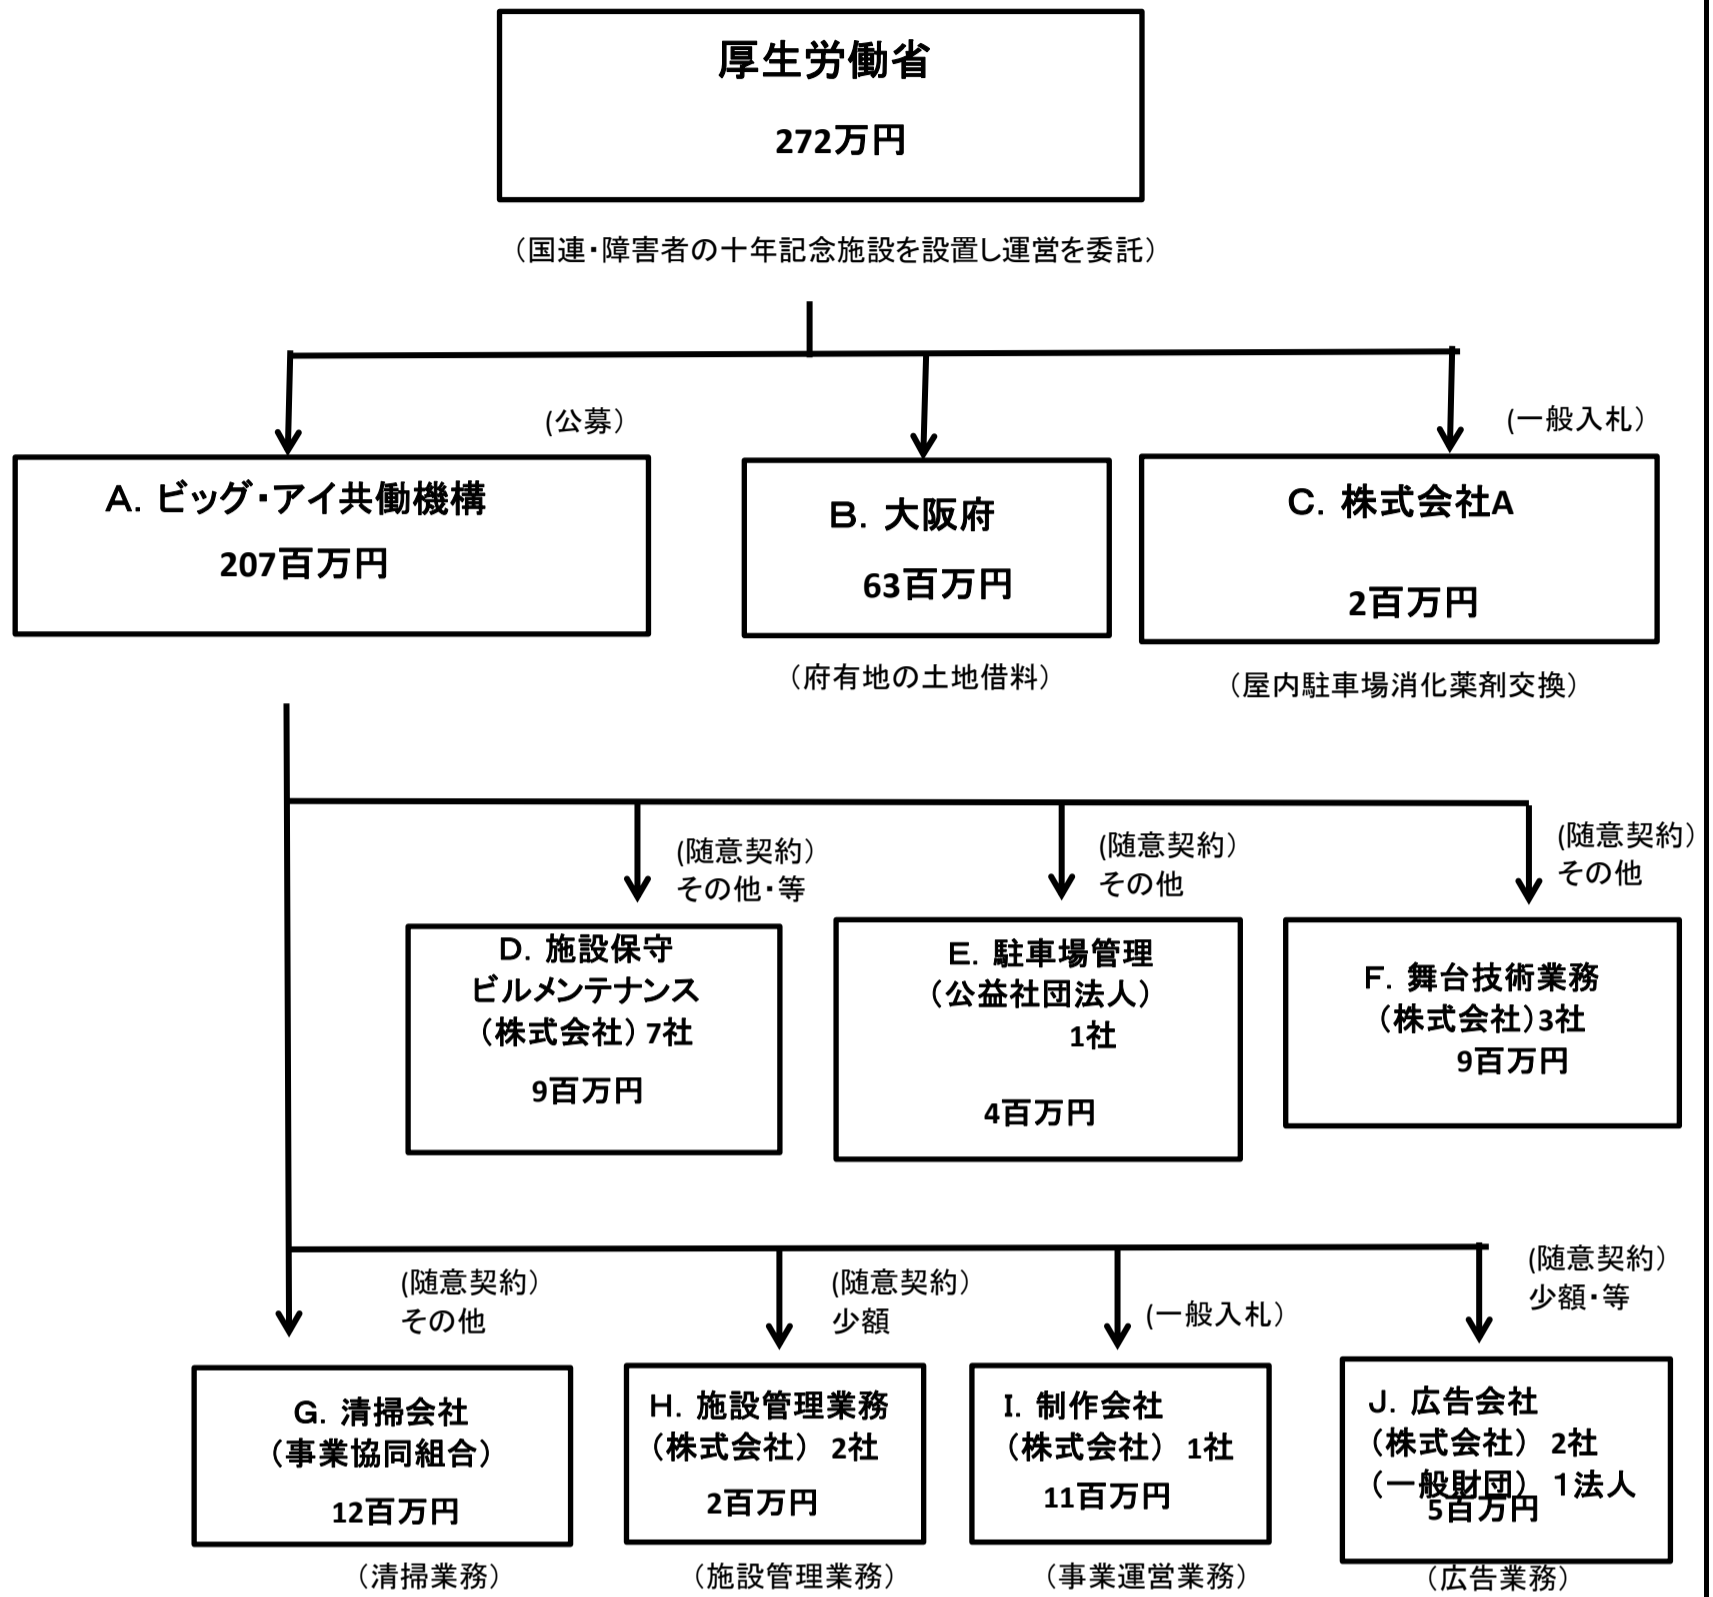 厚生労働省
272万円
（国連・障害者の十年記念施設を設置し運営を委託）
(公募）
(一般入札）
A. ビッグ・アイ共働機構
207百万円
B. 大阪府
63百万円
C. 株式会社A
2百万円
（府有地の土地借料）
（屋内駐車場消化薬剤交換）
(随意契約）
その他・等
(随意契約）
その他
(随意契約）
その他
D. 施設保守
ビルメンテナンス
（株式会社）7社
9百万円
E. 駐車場管理
（公益社団法人）
1社
4百万円
F. 舞台技術業務
（株式会社）3社
9百万円
(随意契約）
その他
(随意契約）
少額
(一般入札）
(随意契約）
少額・等
G. 清掃会社
（事業協同組合）
12百万円
H. 施設管理業務
（株式会社） 2社
2百万円
I. 制作会社
（株式会社） 1社
11百万円
J. 広告会社
（株式会社） 2社
（一般財団） 1法人
5百万円
（清掃業務）
（施設管理業務）
（事業運営業務）
（広告業務）